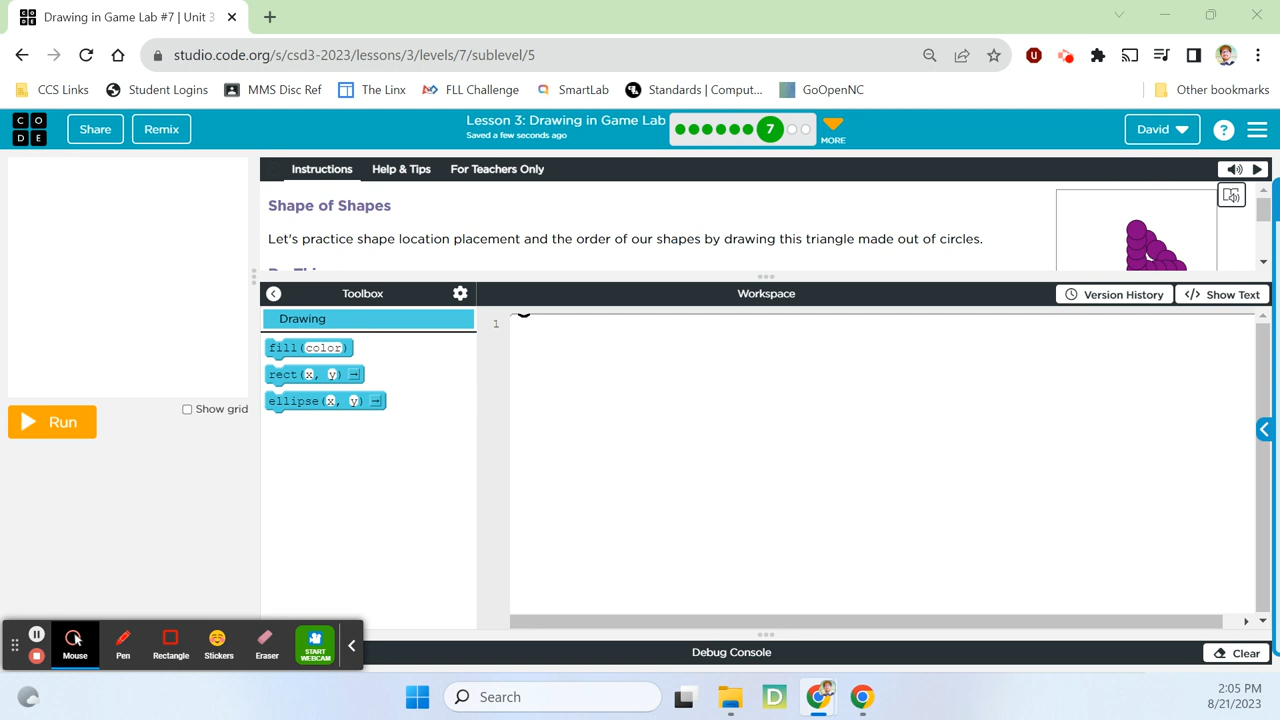 Drawing in Game Lab #7 | Unit 3
studio.code.org/s/csd3-2023/lessons/3/levels/7/sublevel/5
CCS Links
Student Logins
MMS Disc Ref
The Linx
FLL Challenge
SmartLab
Standards | Comput...
GoOpenNC
Other bookmarks
C O D E
Share
Remix
Lesson 3: Drawing in Game Lab
Saved a few seconds ago
7
MORE
David
?
Instructions
Help & Tips
For Teachers Only
Shape of Shapes
Let's practice shape location placement and the order of our shapes by drawing this triangle made out of circles.
Toolbox
Workspace
Version History
</> Show Text
Drawing
1
fill(color)
rect(x, y)
ellipse(x, y)
Run
Show grid
Mouse
Pen
Rectangle
Stickers
Eraser
START
WEBCAM
Debug Console
Clear
Search
D
2:05 PM
8/21/2023